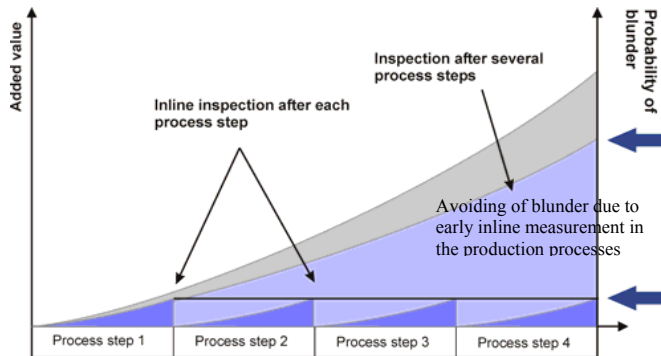 Added value
Inline inspection after each
process step
Inspection after several
process steps
Probability of
blunder
Avoiding of blunder due to
early inline measurement in
the production processes
Process step 1
Process step 2
Process step 3
Process step 4